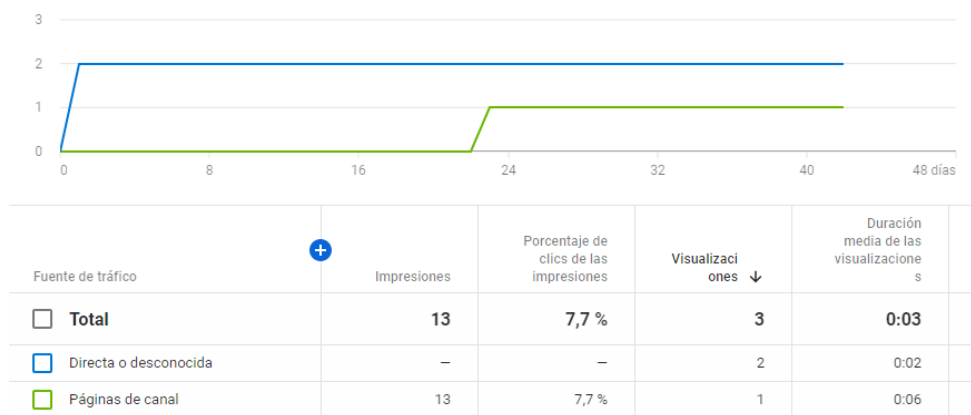 3
2
1
0
0 8 16 24 32 40 48 días
Fuente de tráfico
Impresiones
Porcentaje de
clics de las
impresiones
Visualizaci
ones
Duración
media de las
visualizacione
s
Total 13 7,7 % 3 0:03
Directa o desconocida — — 2 0:02
Páginas de canal 13 7,7 % 1 0:06